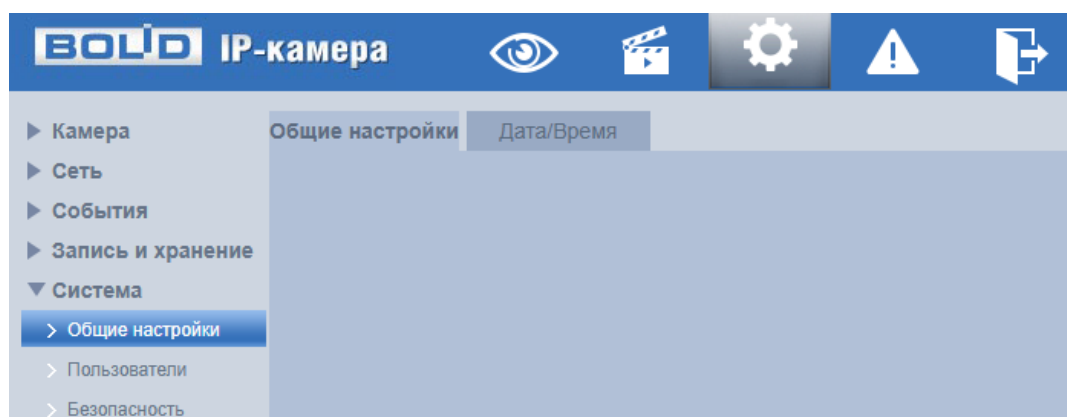 BOLID IP-камера
Камера
Общие настройки
Дата/Время
Сеть
События
Запись и хранение
Система
Общие настройки
Пользователи
Безопасность